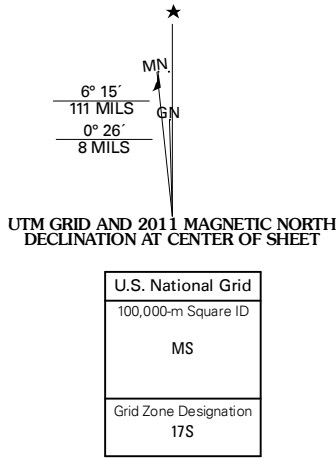 ★
MN.
6° 15´
111 MILS
GN
0° 26´
8 MILS
UTM GRID AND 2011 MAGNETIC NORTH
DECLINATION AT CENTER OF SHEET
U.S. National Grid
100,000-m Square ID
MS
Grid Zone Designation
17S